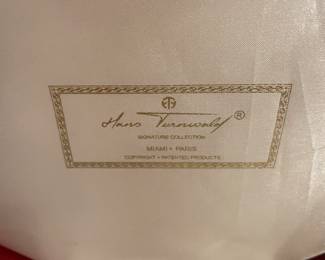 Hans Turnwald ®
SIGNATURE COLLECTION
MIAMI • PARIS
COPYRIGHT • PATENTED PRODUCTS